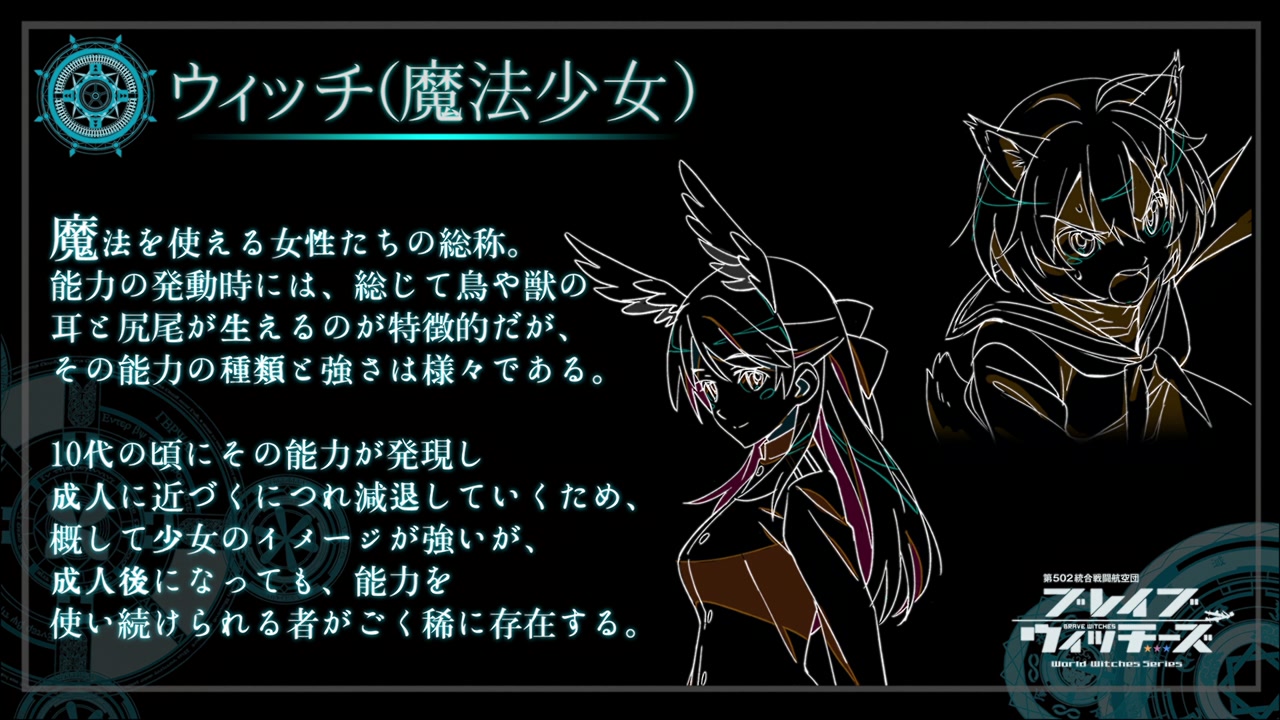 ウィッチ(魔法少女)
魔法を使える女性たちの総称。
能力の発動時には、総じて鳥や獣の
耳と尻尾が生えるのが特徴的だが、
その能力の種類と強さは様々である。
10代の頃にその能力が発現し
成人に近づくにつれ減退していくため、
概して少女のイメージが強いが、
成人後になっても、能力を
使い続けられる者がごく稀に存在する。
第502統合戦闘航空団
ブレイブ
BRAVE WITCHES
ウィッチーズ
World Witches Series